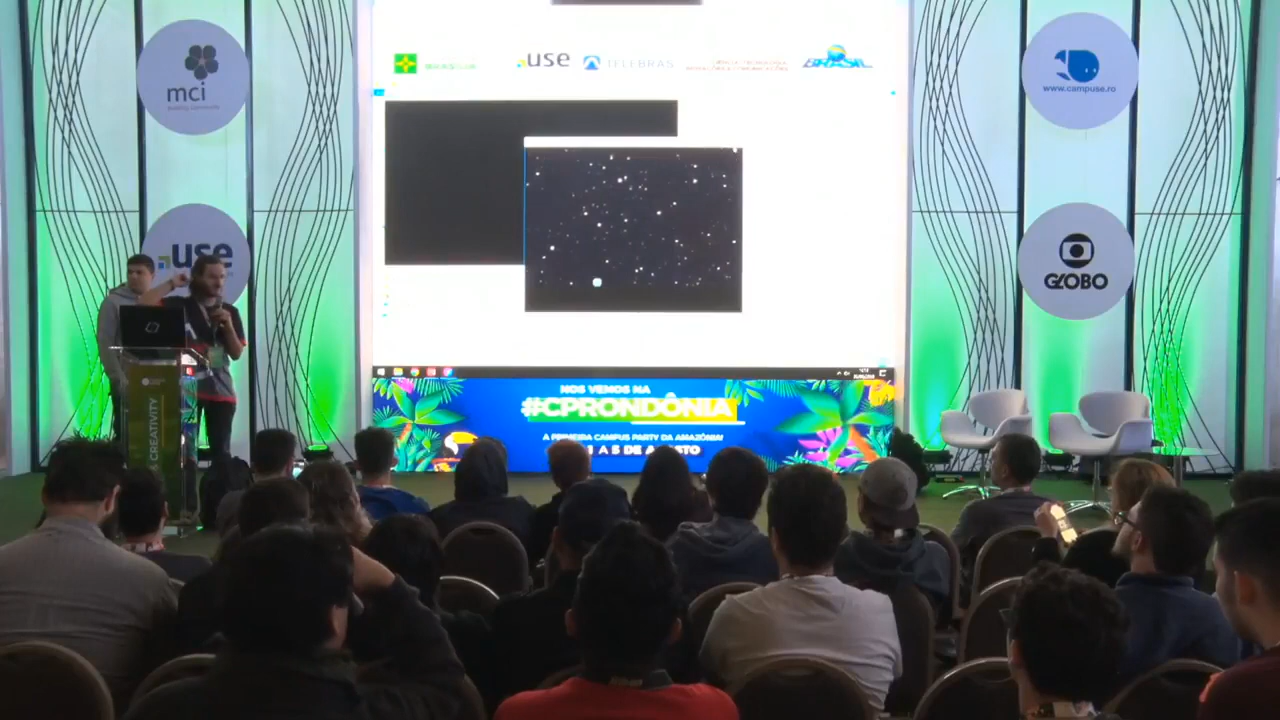 mci
USE
USE
TELEBRAS
BRASIL
www.campuse.ro
GLOBO
CREATIVITY
NOS VEMOS NA
#CPRONDÔNIA
A PRIMEIRA CAMPUS PARTY DA AMAZÔNIA!
A 5 DE AGOSTO